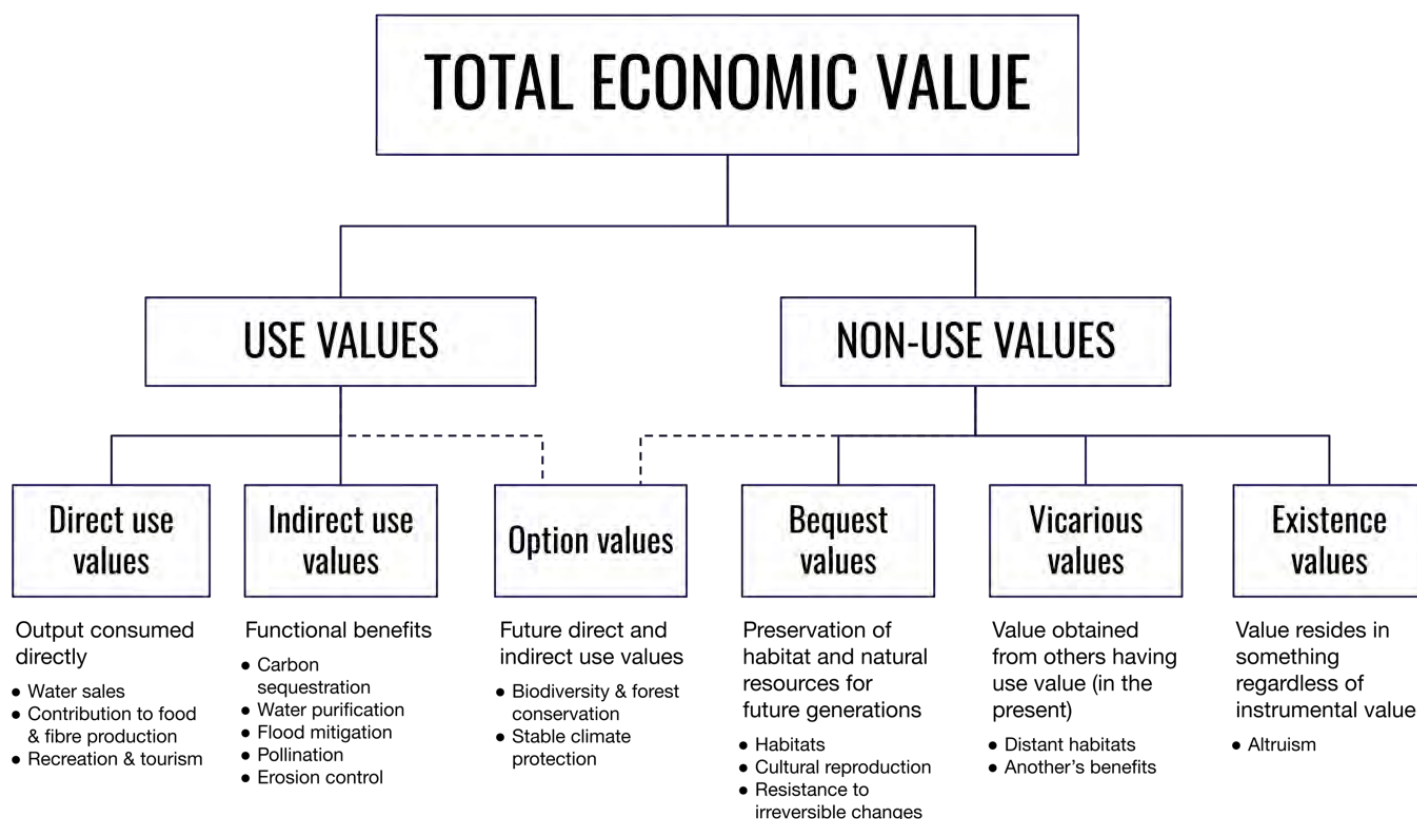 TOTAL ECONOMIC VALUE
USE VALUES
NON-USE VALUES
Direct use
values
Indirect use
values
Option values
Bequest
values
Vicarious
values
Existence
values
Output consumed
directly
● Water sales
● Contribution to food
& fibre production
● Recreation & tourism
Functional benefits
● Carbon
sequestration
● Water purification
● Flood mitigation
● Pollination
● Erosion control
Future direct and
indirect use values
● Biodiversity & forest
conservation
● Stable climate
protection
Preservation of
habitat and natural
resources for
future generations
● Habitats
● Cultural reproduction
● Resistance to
irreversible changes
Value obtained
from others having
use value (in the
present)
● Distant habitats
● Another's benefits
Value resides in
something
regardless of
instrumental value
● Altruism